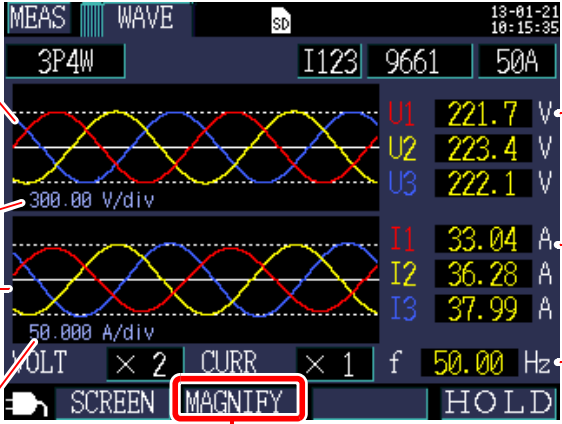 MEAS WAVE SD 13-01-21
10:15:35
3P4W I123 9661 50A
U1 221.7 V
U2 223.4 V
U3 222.1 V
300.00 V/div
I1 33.04 A
I2 36.28 A
I3 37.99 A
50.000 A/div
VOLT × 2 CURR × 1 f 50.00 Hz
SCREEN MAGNIFY HOLD